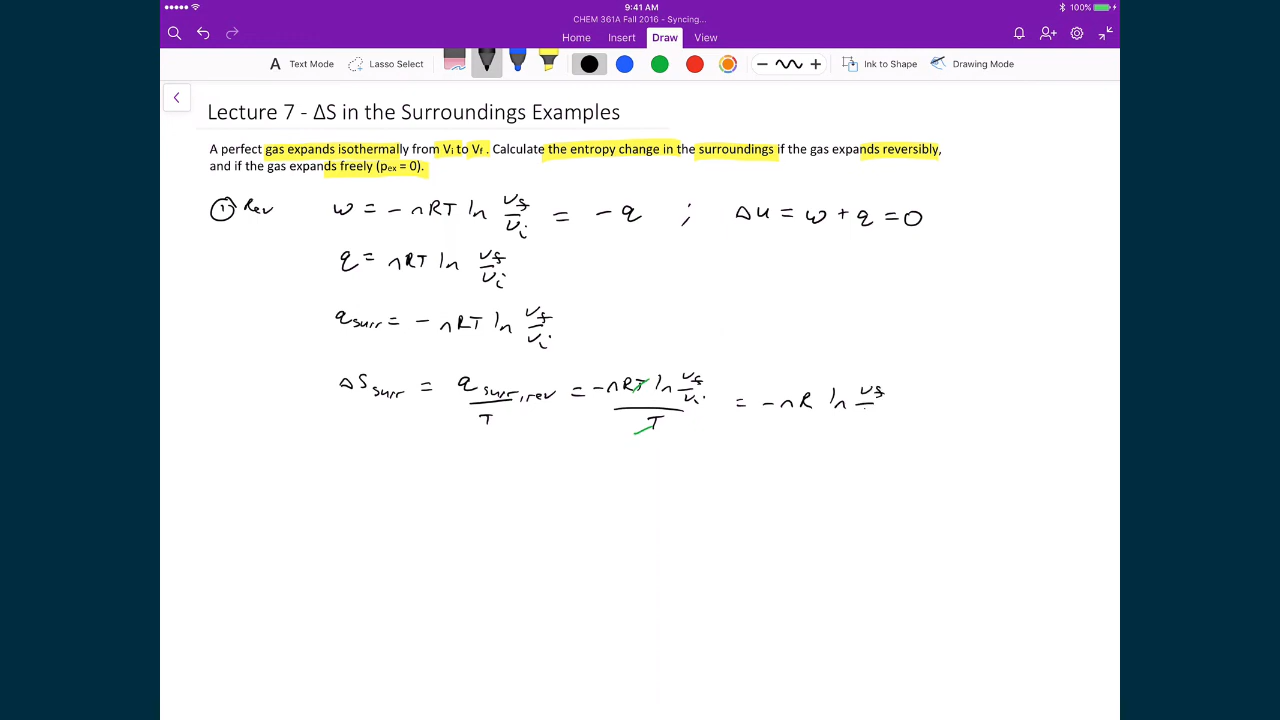 9:41 AM
100%
CHEM 361A Fall 2016 - Syncing...
Home Insert Draw View
A Text Mode Lasso Select Ink to Shape Drawing Mode
Lecture 7 - ΔS in the Surroundings Examples
A perfect gas expands isothermally from Vi to Vf . Calculate the entropy change in the surroundings if the gas expands reversibly,
and if the gas expands freely (pex = 0).
① Rev w = - nRT ln Vf/Vi = - q ; Δu = w + q = 0
q = nRT ln Vf/Vi
qsurr = - nRT ln Vf/Vi
ΔSsurr = qsurr,rev/T = -nRT ln Vf/Vi / T = -nR ln Vf